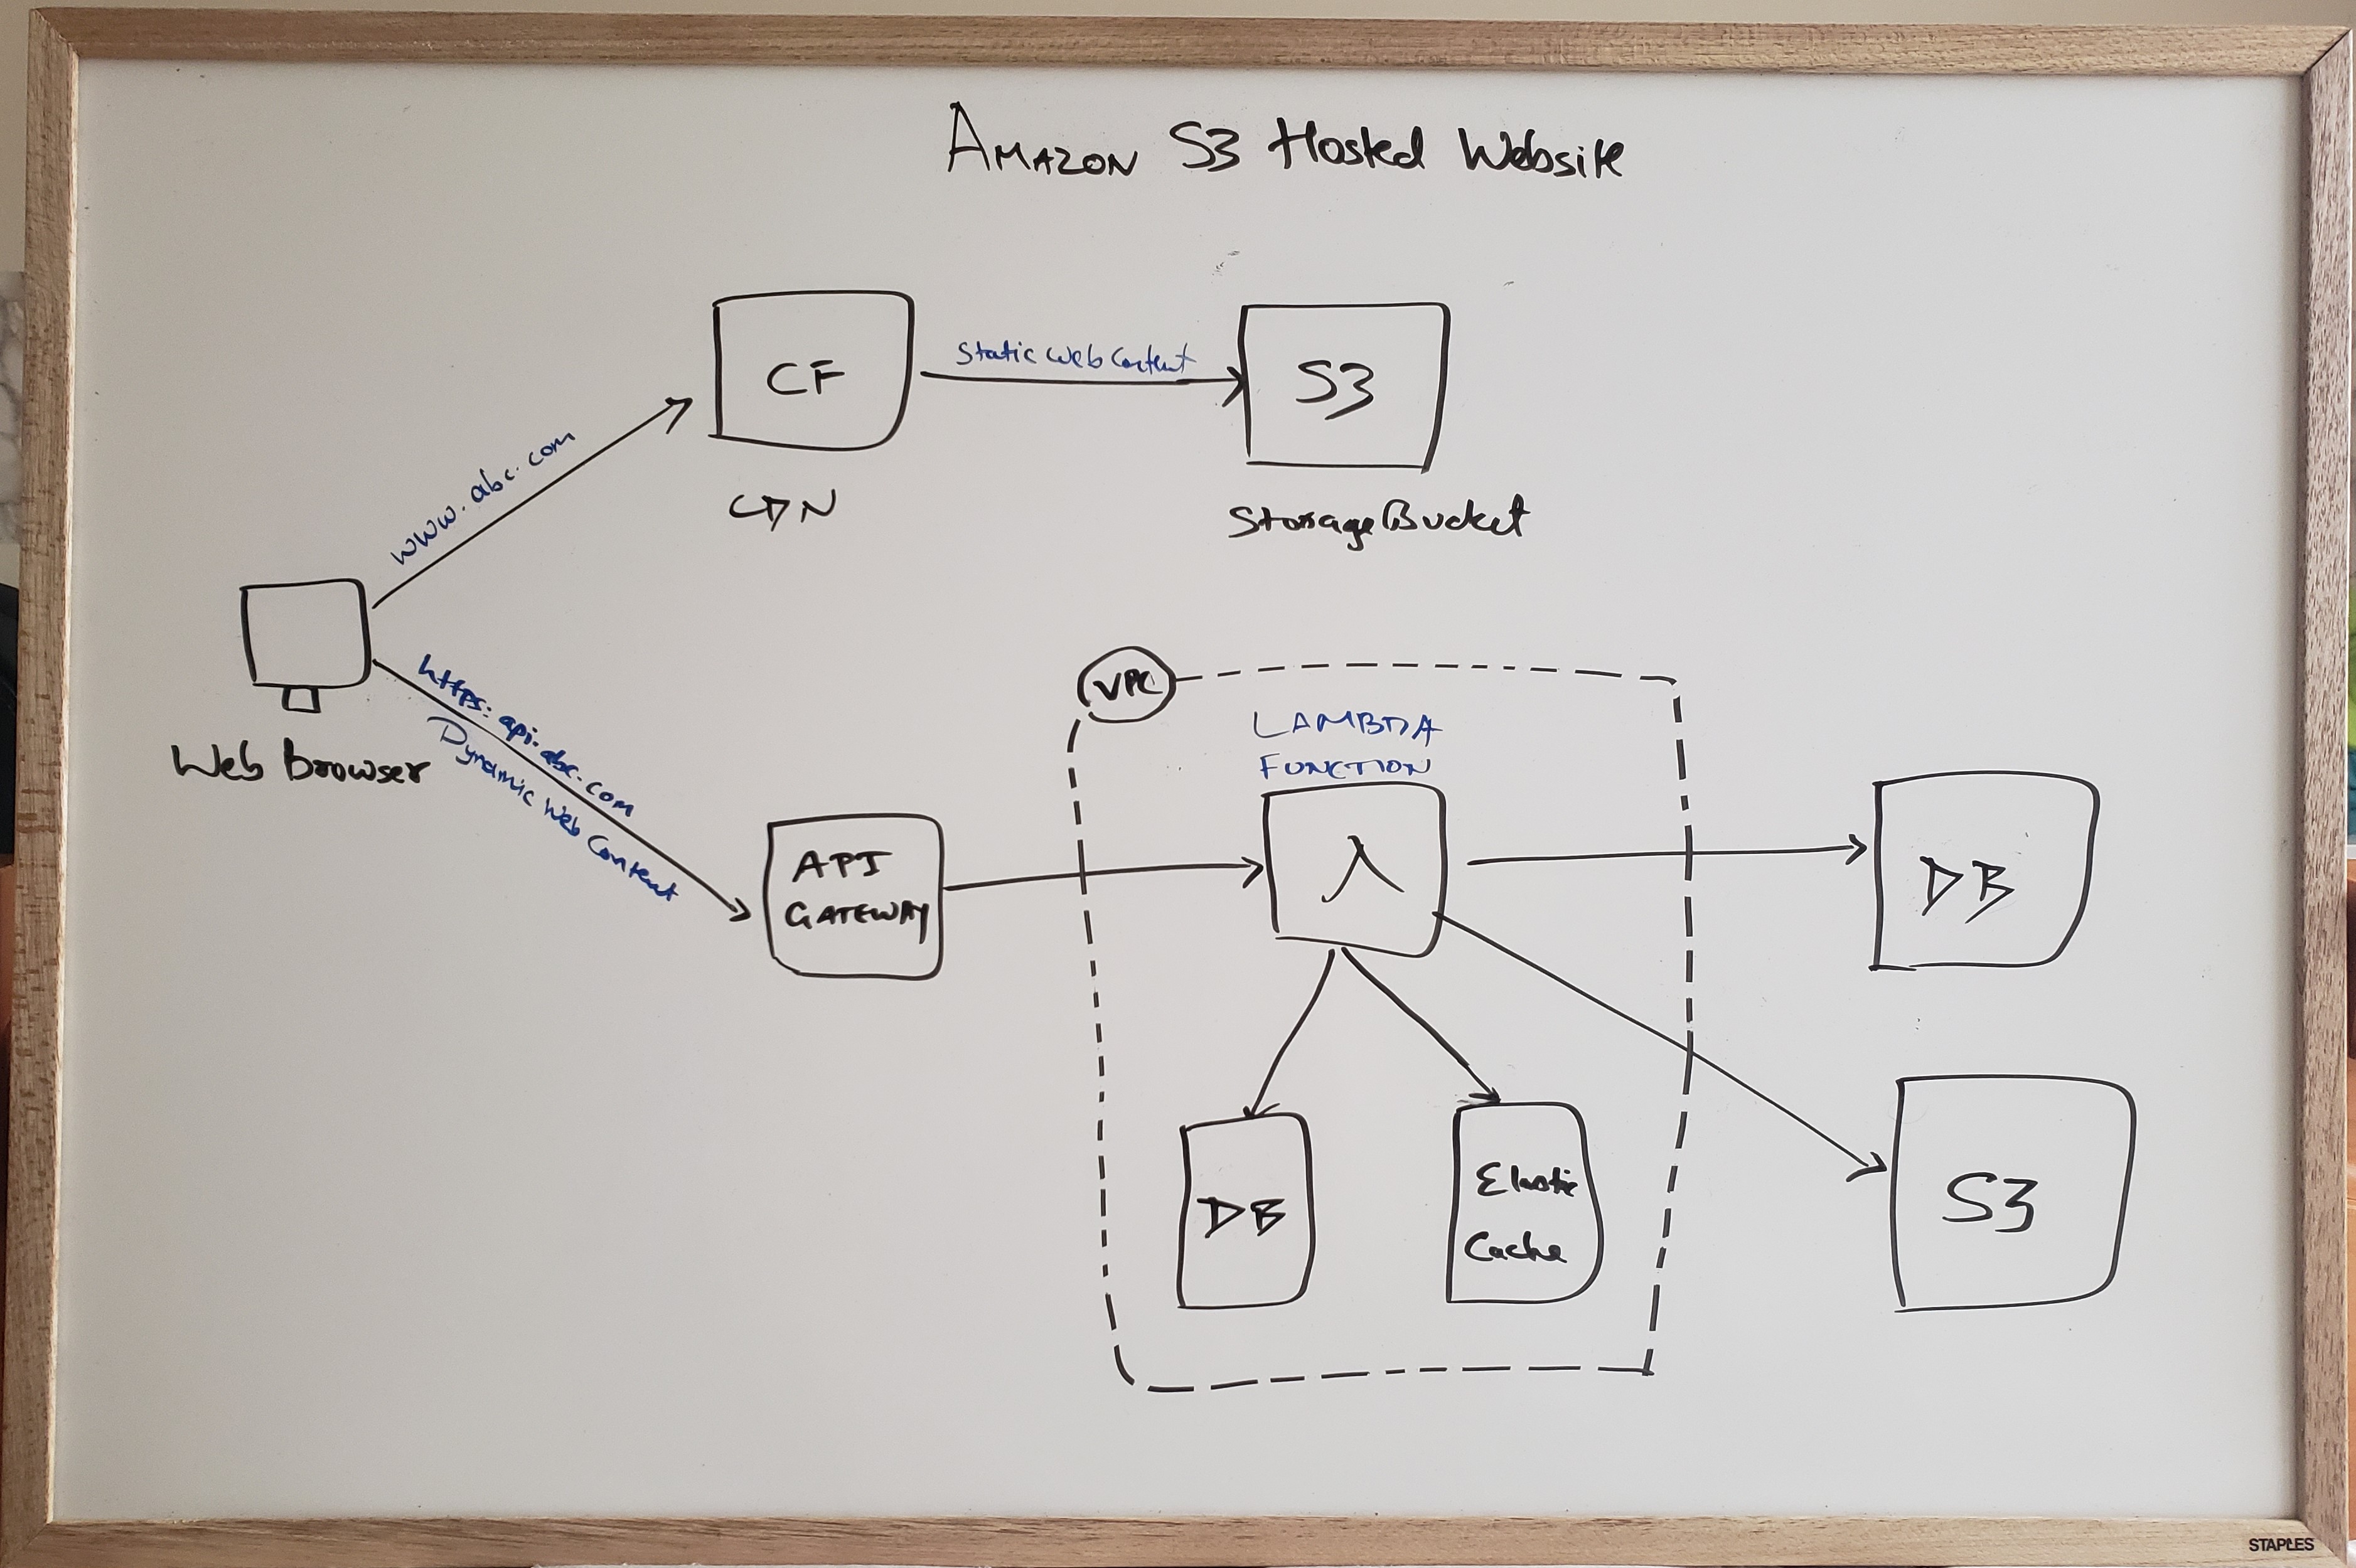 AMAZON S3 Hosted Website
CF
Static Web Content
S3
CDN
Storage Bucket
www.abc.com
Web Browser
https: api.abc.com
Dynamic Web Content
VPC
LAMBDA
FUNCTION
API
GATEWAY
λ
DB
DB
Elastic
Cache
S3
STAPLES